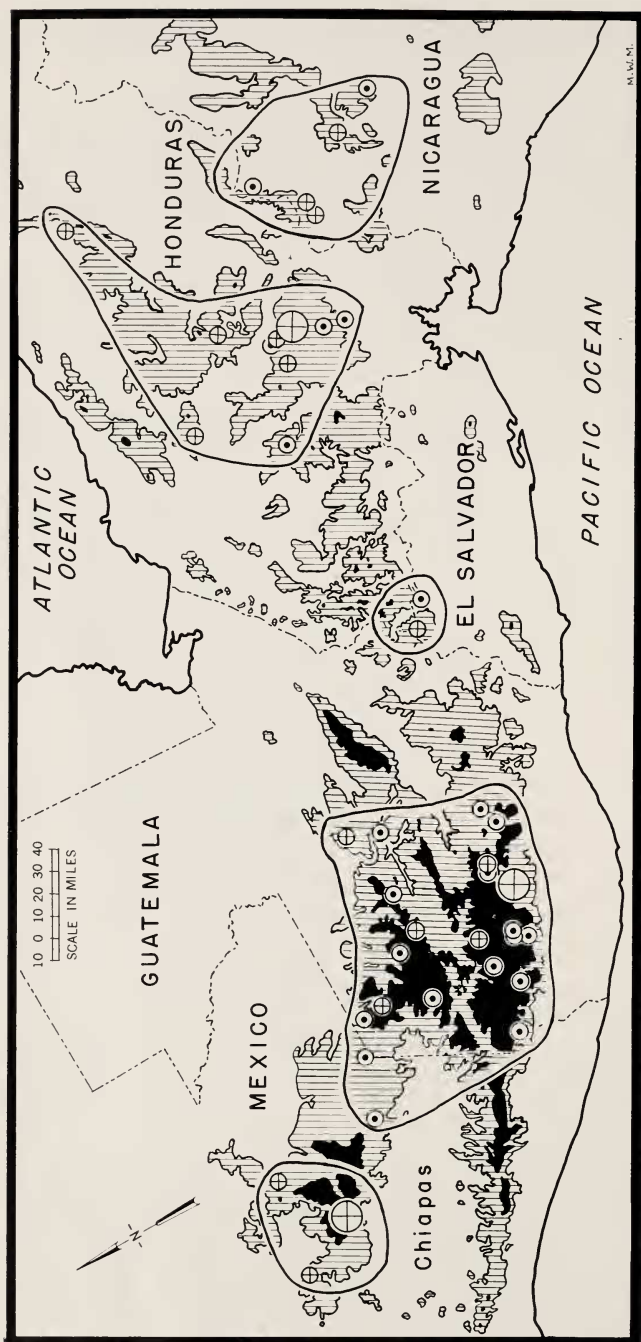 ATLANTIC
OCEAN
HONDURAS
NICARAGUA
M.W.M.
GUATEMALA
10 0 10 20 30 40
SCALE IN MILES
EL SALVADOR
PACIFIC OCEAN
MEXICO
N
Chiapas